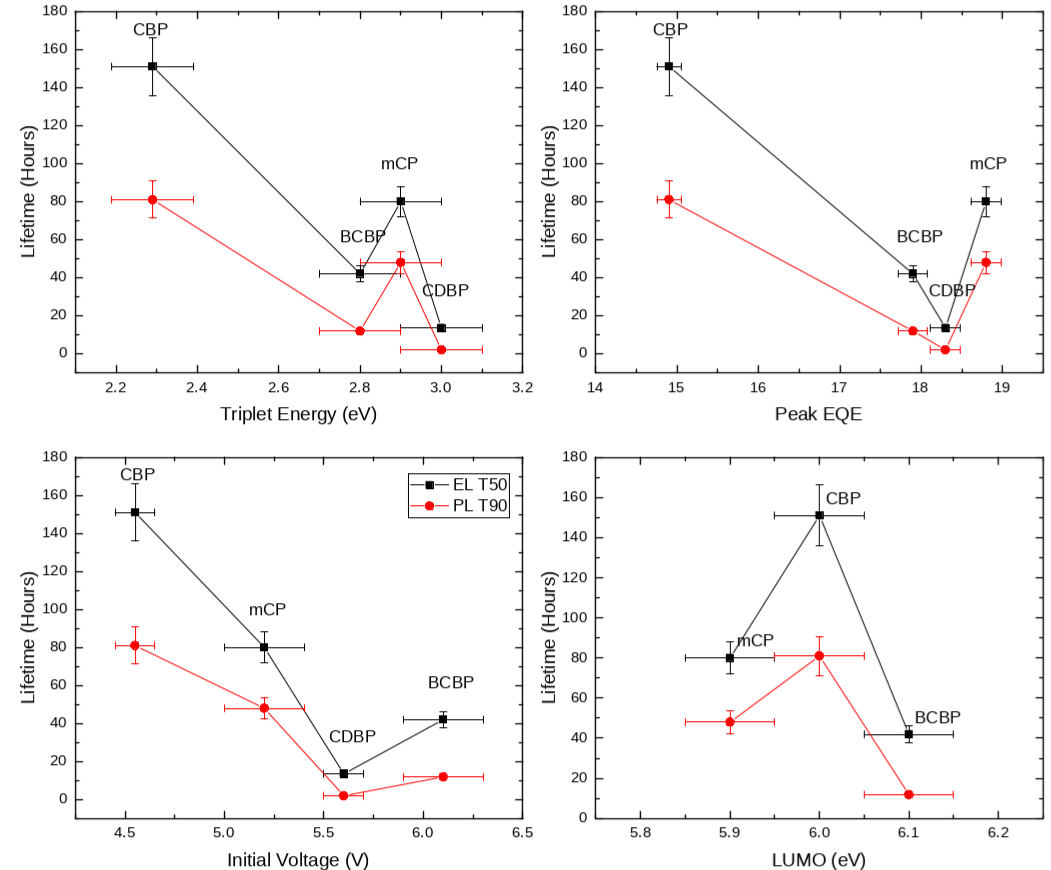 180
160
140
120
100
80
60
40
20
0
Lifetime (Hours)
CBP
mCP
BCBP
CDBP
2.2 2.4 2.6 2.8 3.0 3.2
Triplet Energy (eV)
180
160
140
120
100
80
60
40
20
0
Lifetime (Hours)
CBP
mCP
BCBP
CDBP
14 15 16 17 18 19
Peak EQE
180
160
140
120
100
80
60
40
20
0
Lifetime (Hours)
CBP
EL T50
PL T90
mCP
BCBP
CDBP
4.5 5.0 5.5 6.0 6.5
Initial Voltage (V)
180
160
140
120
100
80
60
40
20
0
Lifetime (Hours)
CBP
mCP
BCBP
5.8 5.9 6.0 6.1 6.2
LUMO (eV)